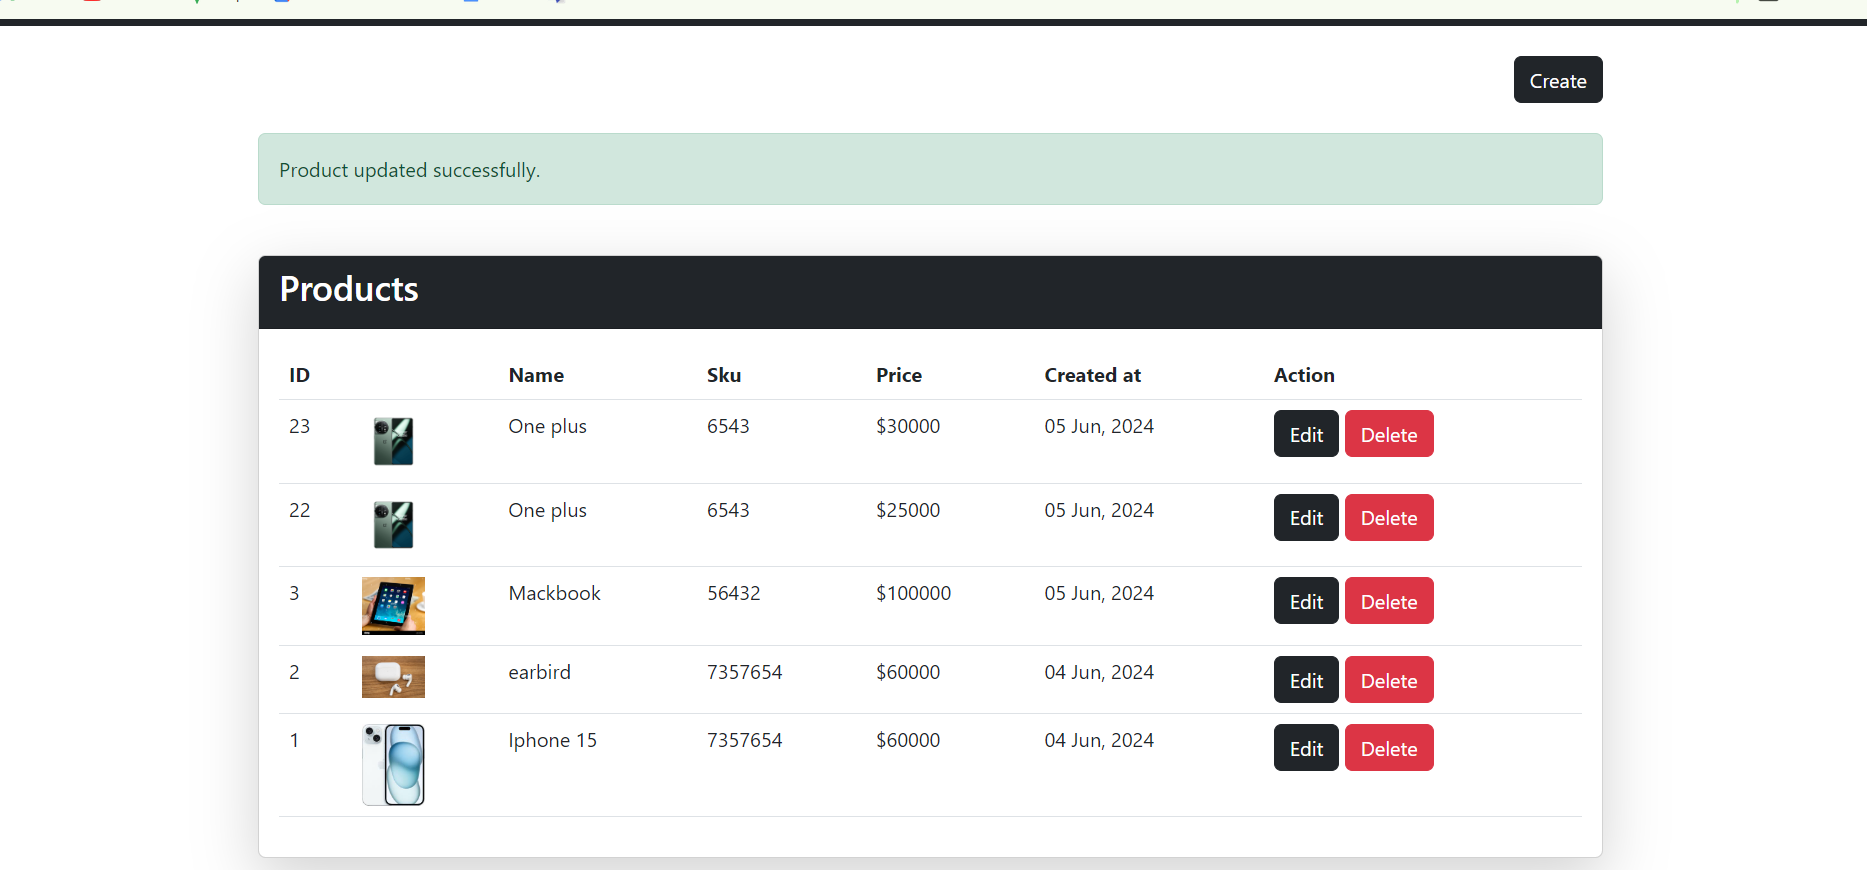 Create
Product updated successfully.
Products
ID Name Sku Price Created at Action
23 One plus 6543 $30000 05 Jun, 2024 Edit Delete
22 One plus 6543 $25000 05 Jun, 2024 Edit Delete
3 Mackbook 56432 $100000 05 Jun, 2024 Edit Delete
2 earbird 7357654 $60000 04 Jun, 2024 Edit Delete
1 Iphone 15 7357654 $60000 04 Jun, 2024 Edit Delete